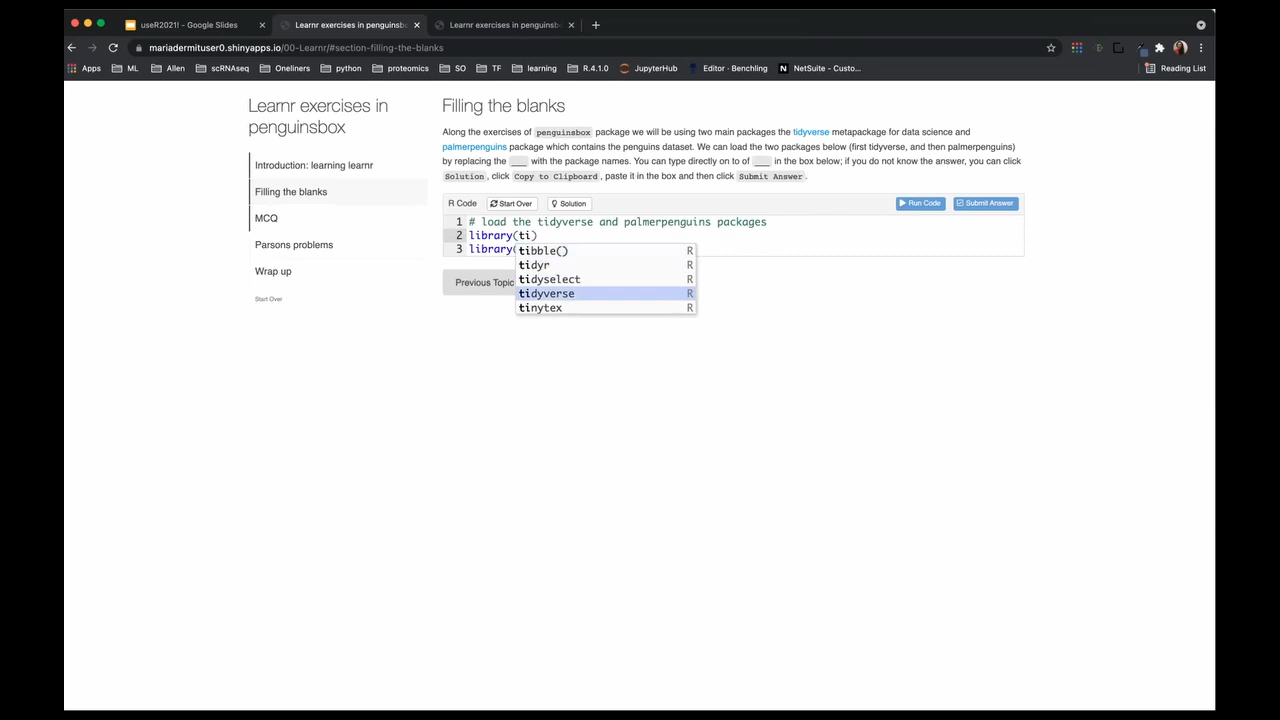 useR2021! - Google Slides
Learnr exercises in penguinsbo
Learnr exercises in penguinsb
mariadermituser0.shinyapps.io/00-Learnr/#section-filling-the-blanks
Apps
ML
Allen
scRNAseq
Oneliners
python
proteomics
SO
TF
learning
R.4.1.0
JupyterHub
Editor · Benchling
NetSuite - Custo...
Reading List
Learnr exercises in
penguinsbox
Introduction: learning learnr
Filling the blanks
MCQ
Parsons problems
Wrap up
Start Over
Filling the blanks
Along the exercises of penguinsbox package we will be using two main packages the tidyverse metapackage for data science and
palmerpenguins package which contains the penguins dataset. We can load the two packages below (first tidyverse, and then palmerpenguins)
by replacing the ___ with the package names. You can type directly on to of ___ in the box below; if you do not know the answer, you can click
Solution, click Copy to Clipboard, paste it in the box and then click Submit Answer.
R Code Start Over Solution Run Code Submit Answer
1 # load the tidyverse and palmerpenguins packages
2 library(ti)
3 library(
tibble() R
tidyr R
tidyselect R
tidyverse R
tinytex R
Previous Topic